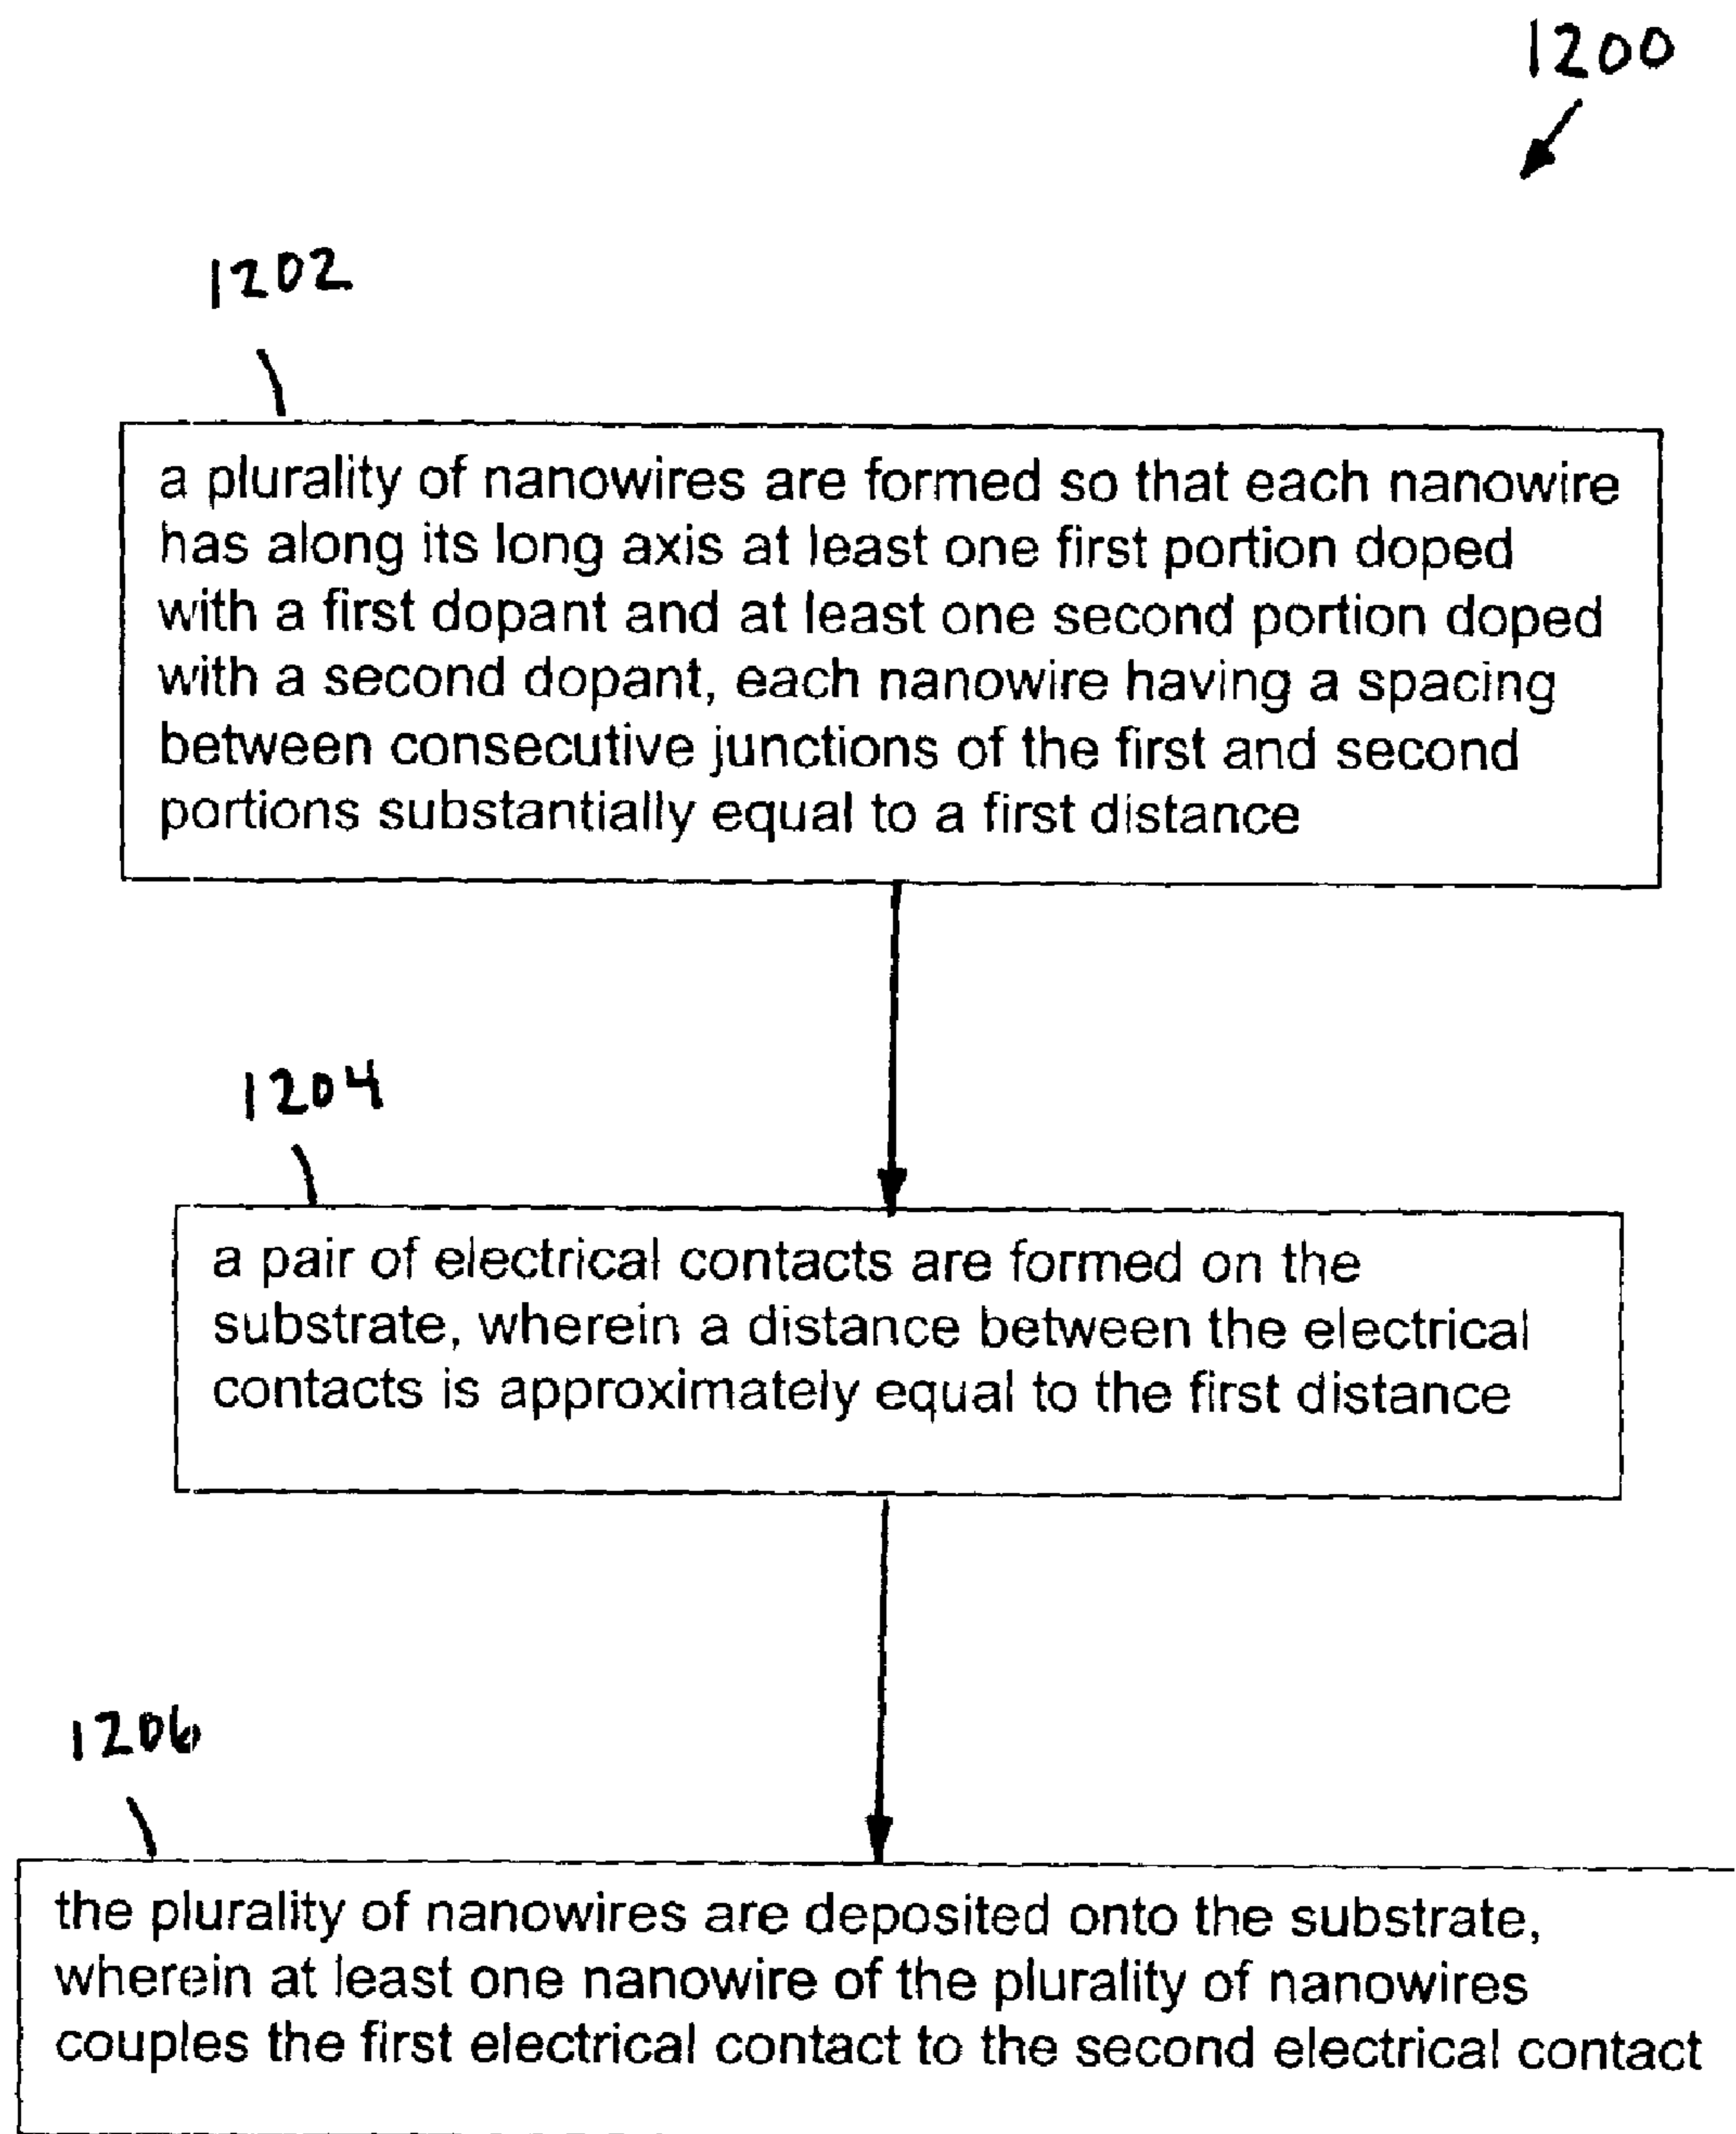 1200
1202
a plurality of nanowires are formed so that each nanowire
has along its long axis at least one first portion doped
with a first dopant and at least one second portion doped
with a second dopant, each nanowire having a spacing
between consecutive junctions of the first and second
portions substantially equal to a first distance
1204
a pair of electrical contacts are formed on the
substrate, wherein a distance between the electrical
contacts is approximately equal to the first distance
1206
the plurality of nanowires are deposited onto the substrate,
wherein at least one nanowire of the plurality of nanowires
couples the first electrical contact to the second electrical contact